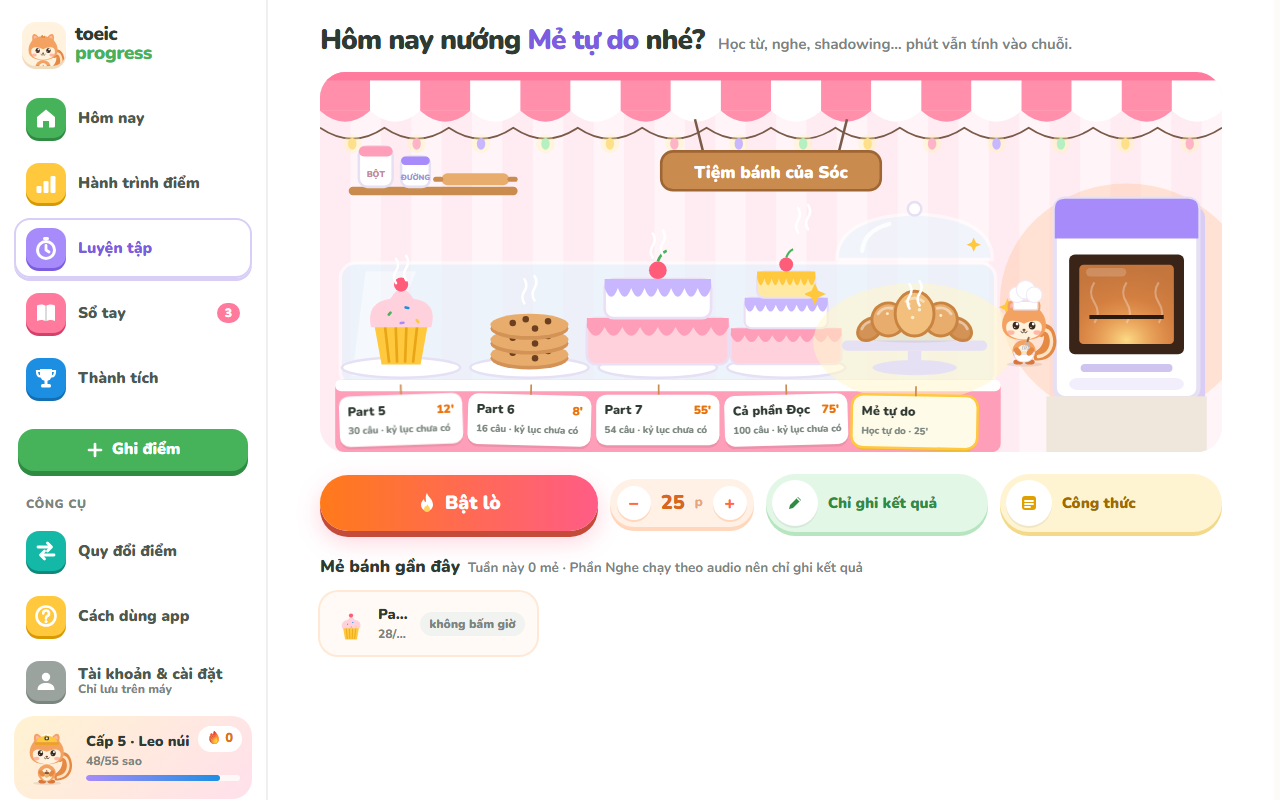 toeic
progress
Hôm nay
Hành trình điểm
Luyện tập
Sổ tay
3
Thành tích
Ghi điểm
CÔNG CỤ
Quy đổi điểm
Cách dùng app
Tài khoản & cài đặt
Chỉ lưu trên máy
Cấp 5 · Leo núi
0
48/55 sao
Hôm nay nướng Mẻ tự do nhé?
Học từ, nghe, shadowing... phút vẫn tính vào chuỗi.
BỘT
ĐƯỜNG
Tiệm bánh của Sóc
Part 5
12'
30 câu · kỷ lục chưa có
Part 6
8'
16 câu · kỷ lục chưa có
Part 7
55'
54 câu · kỷ lục chưa có
Cả phần Đọc
75'
100 câu · kỷ lục chưa có
Mẻ tự do
Học tự do · 25'
Bật lò
− 25 p +
Chỉ ghi kết quả
Công thức
Mẻ bánh gần đây
Tuần này 0 mẻ · Phần Nghe chạy theo audio nên chỉ ghi kết quả
Pa...
28/...
không bấm giờ